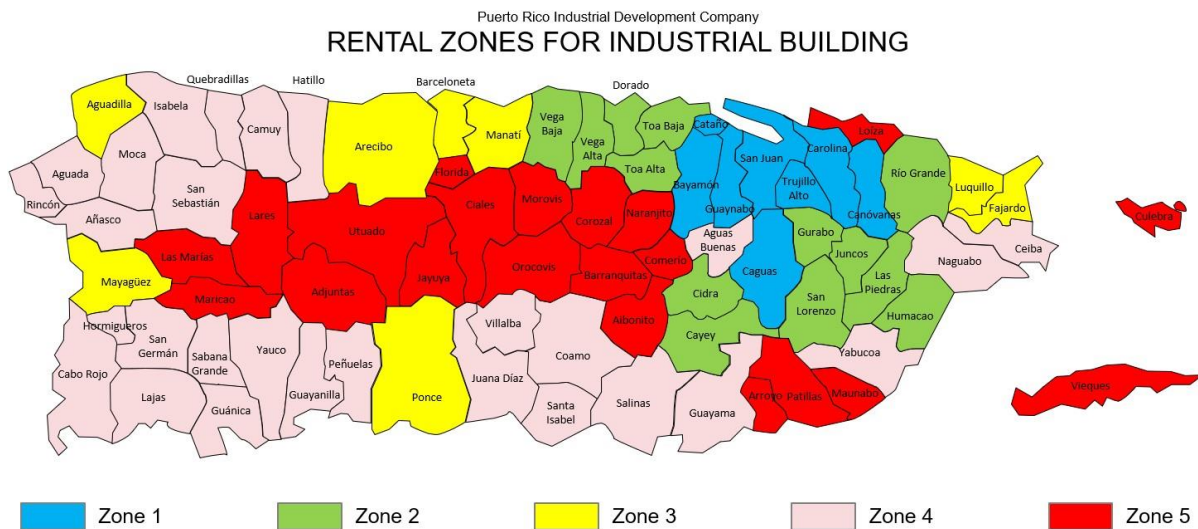 Puerto Rico Industrial Development Company
RENTAL ZONES FOR INDUSTRIAL BUILDING
Quebradillas
Hatillo
Barceloneta
Dorado
Aguadilla
Isabela
Camuy
Arecibo
Manatí
Vega
Baja
Vega
Alta
Toa Baja
Toa Alta
Cataño
San Juan
Carolina
Loíza
Moca
Aguada
Rincón
Añasco
San
Sebastián
Lares
Utuado
Florida
Ciales
Morovis
Corozal
Naranjito
Bayamón
Guaynabo
Trujillo
Alto
Canóvanas
Río Grande
Luquillo
Fajardo
Culebra
Ceiba
Naguabo
Las Marías
Mayagüez
Maricao
Adjuntas
Jayuya
Orocovis
Barranquitas
Comerío
Aguas
Buenas
Caguas
Gurabo
Juncos
Las
Piedras
Humacao
San
Lorenzo
Cidra
Cayey
Aibonito
Villalba
Coamo
Hormigueros
San
Germán
Sabana
Grande
Yauco
Peñuelas
Cabo Rojo
Lajas
Guánica
Guayanilla
Ponce
Juana Díaz
Santa
Isabel
Salinas
Guayama
Arroyo
Patillas
Maunabo
Yabucoa
Vieques
Zone 1
Zone 2
Zone 3
Zone 4
Zone 5